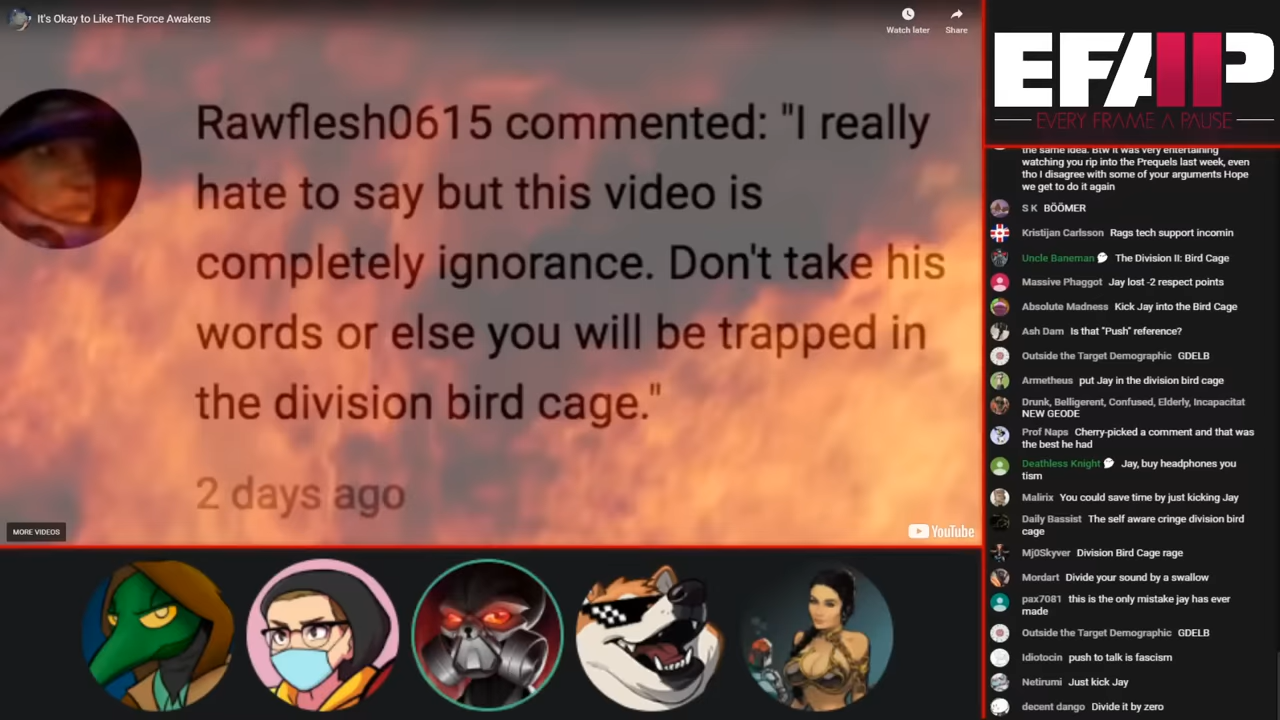 It's Okay to Like The Force Awakens
Watch later
Share
Rawflesh0615 commented: "I really
hate to say but this video is
completely ignorance. Don't take his
words or else you will be trapped in
the division bird cage."
2 days ago
MORE VIDEOS
YouTube
EFAP
EVERY FRAME A PAUSE
the same idea. Btw it was very entertaining
watching you rip into the Prequels last week, even
tho I disagree with some of your arguments Hope
we get to do it again
S K BÖÖMER
Kristijan Carlsson Rags tech support incomin
Uncle Baneman The Division II: Bird Cage
Massive Phaggot Jay lost -2 respect points
Absolute Madness Kick Jay into the Bird Cage
Ash Dam Is that "Push" reference?
Outside the Target Demographic GDELB
Armetheus put Jay in the division bird cage
Drunk, Belligerent, Confused, Elderly, Incapacitat
NEW GEODE
Prof Naps Cherry-picked a comment and that was
the best he had
Deathless Knight Jay, buy headphones you
tism
Malirix You could save time by just kicking Jay
Daily Bassist The self aware cringe division bird
cage
Mj0Skyver Division Bird Cage rage
Mordart Divide your sound by a swallow
pax7081 this is the only mistake jay has ever
made
Outside the Target Demographic GDELB
Idiotocin push to talk is fascism
Netirumi Just kick Jay
decent dango Divide it by zero